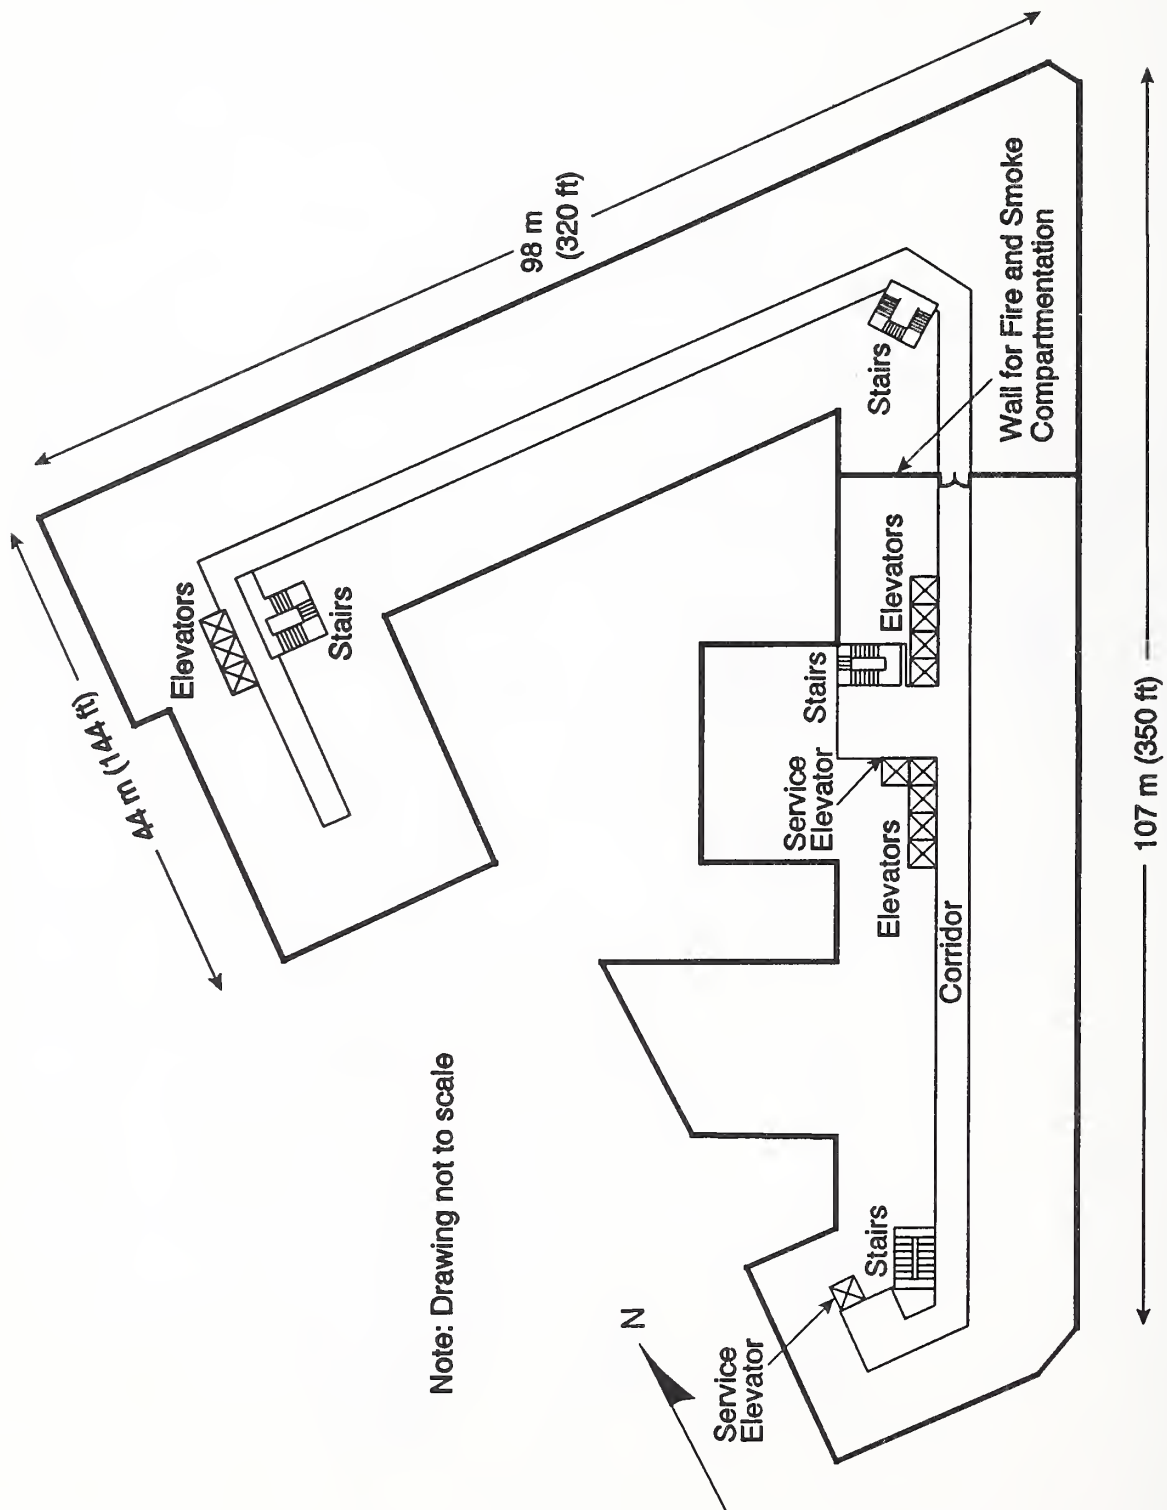 44 m (144 ft)
98 m
(320 ft)
Elevators
Stairs
Stairs
Wall for Fire and Smoke
Compartmentation
Elevators
Stairs
Service
Elevator
Elevators
Corridor
107 m (350 ft)
Note: Drawing not to scale
N
Stairs
Service
Elevator